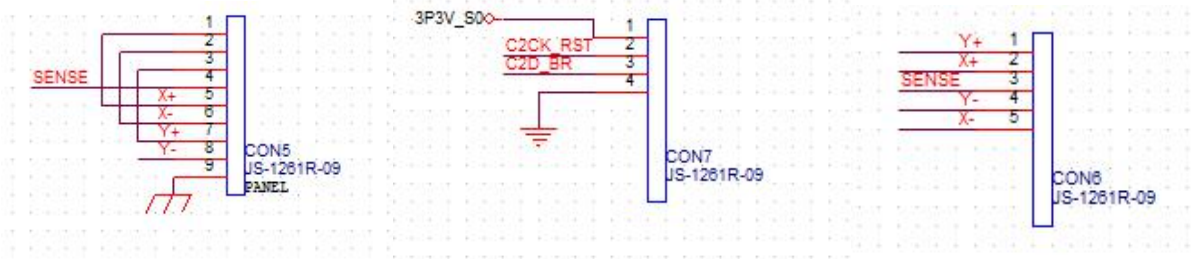 1
2
3
SENSE 4
X+ 5
X- 6
Y+ 7
Y- 8
9
CON5
JS-1261R-09
PANEL
3P3V_S0
1
C2CK_RST 2
C2D_BR 3
4
CON7
JS-1261R-09
Y+ 1
X+ 2
SENSE 3
Y- 4
X- 5
CON6
JS-1261R-09